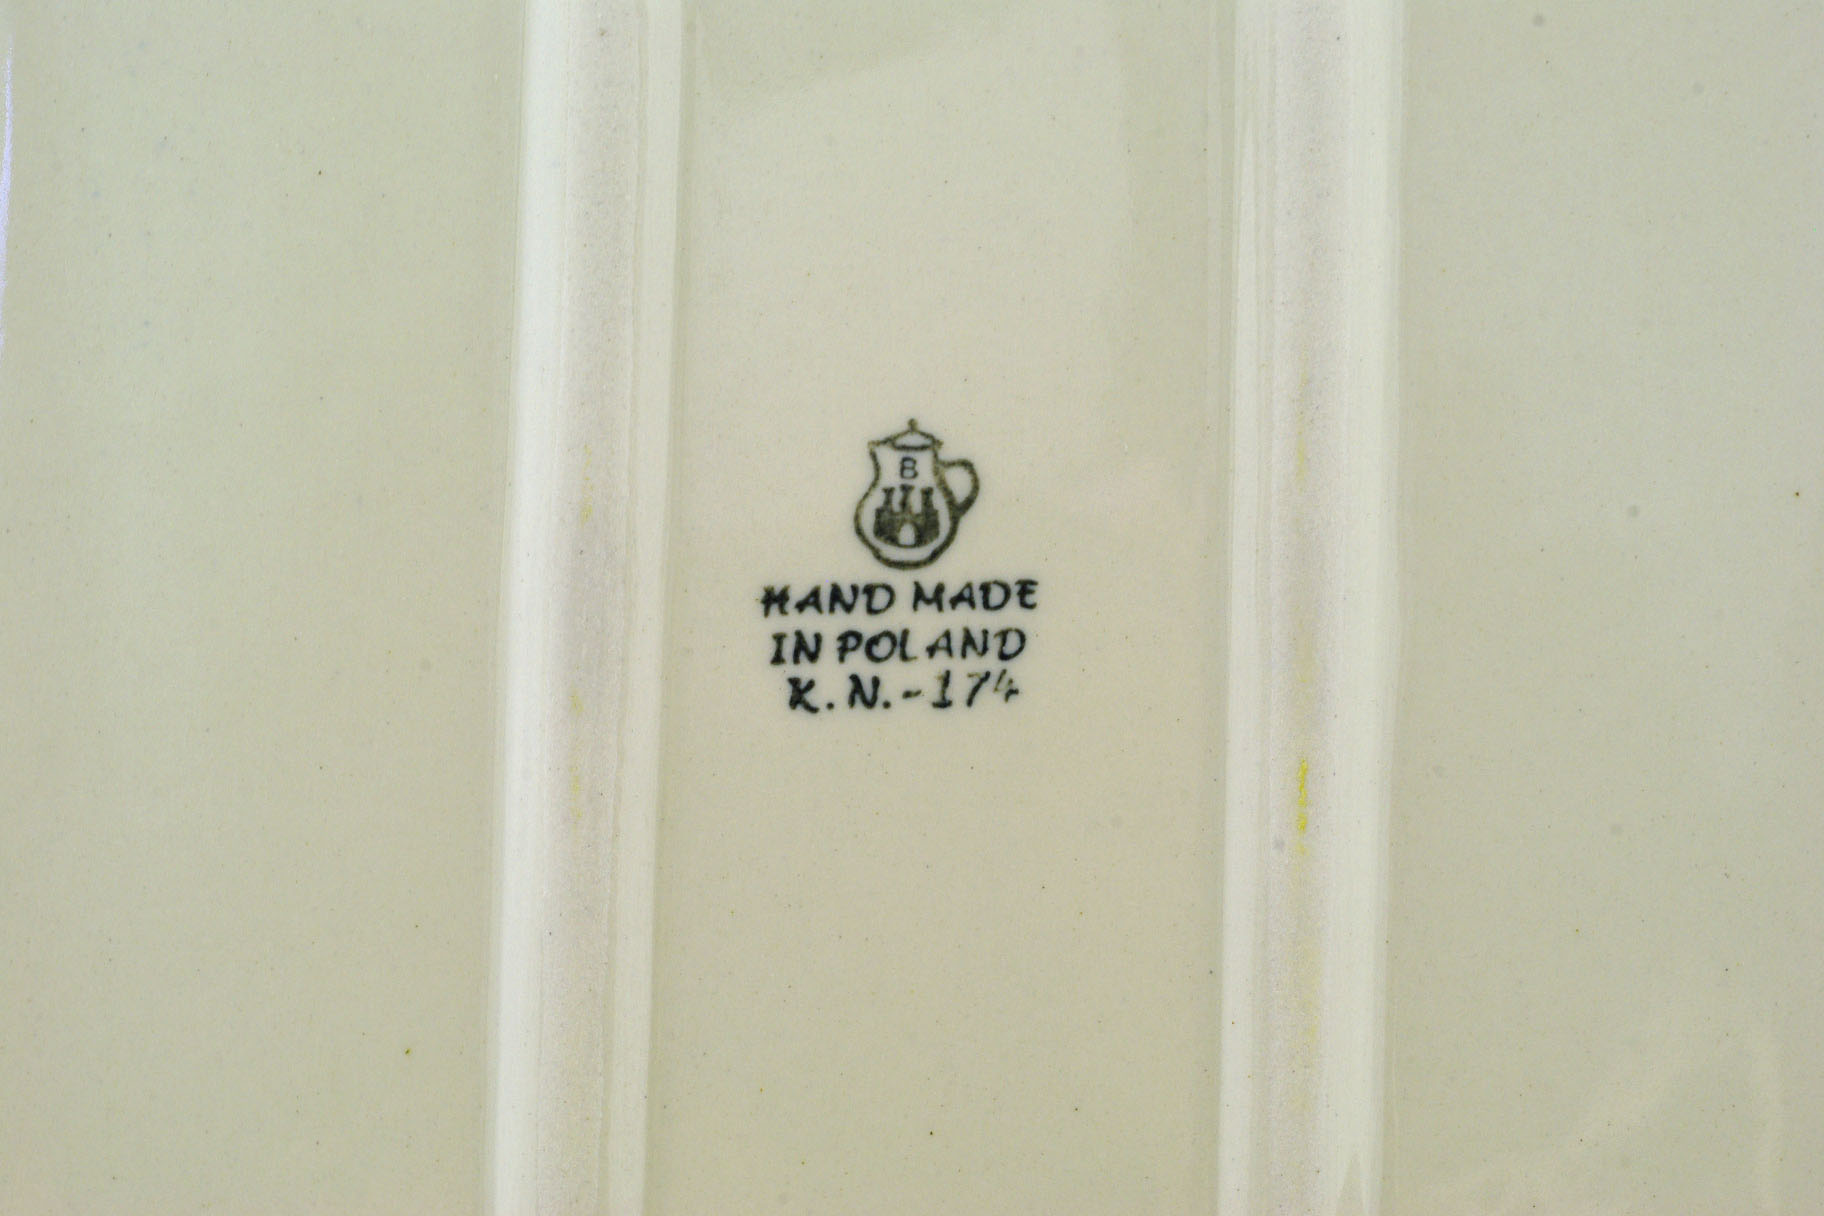 B
HAND MADE
IN POLAND
K.N.-174